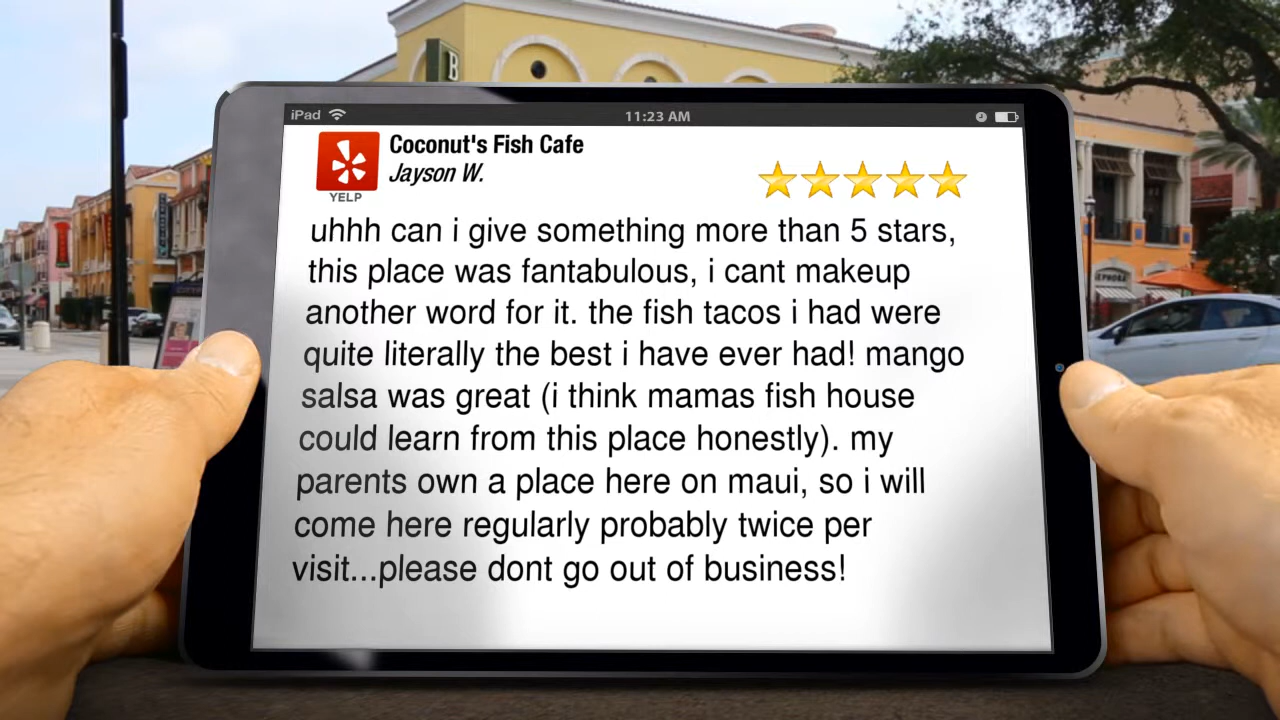 B
iPad
11:23 AM
Coconut's Fish Cafe
Jayson W.
YELP
uhhh can i give something more than 5 stars,
this place was fantabulous, i cant makeup
another word for it. the fish tacos i had were
quite literally the best i have ever had! mango
salsa was great (i think mamas fish house
could learn from this place honestly). my
parents own a place here on maui, so i will
come here regularly probably twice per
visit...please dont go out of business!
SEPHORA